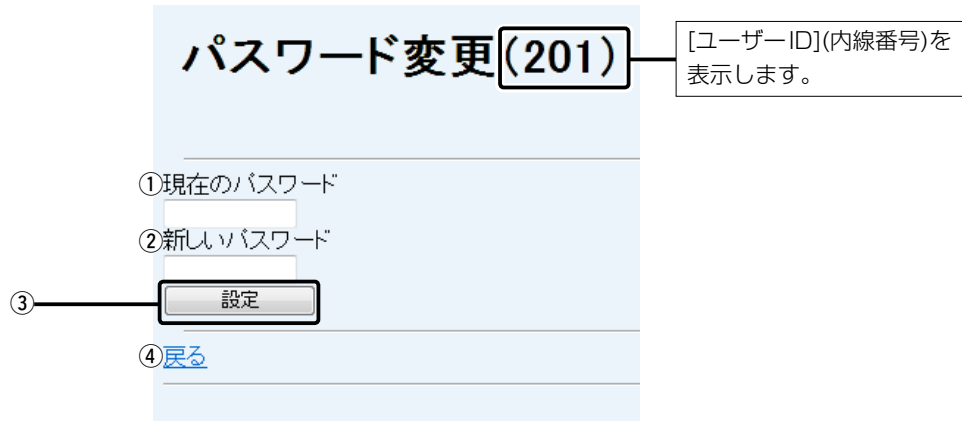 パスワード変更(201)
[ユーザーID](内線番号)を
表示します。
①現在のパスワード
②新しいパスワード
③
設定
④戻る